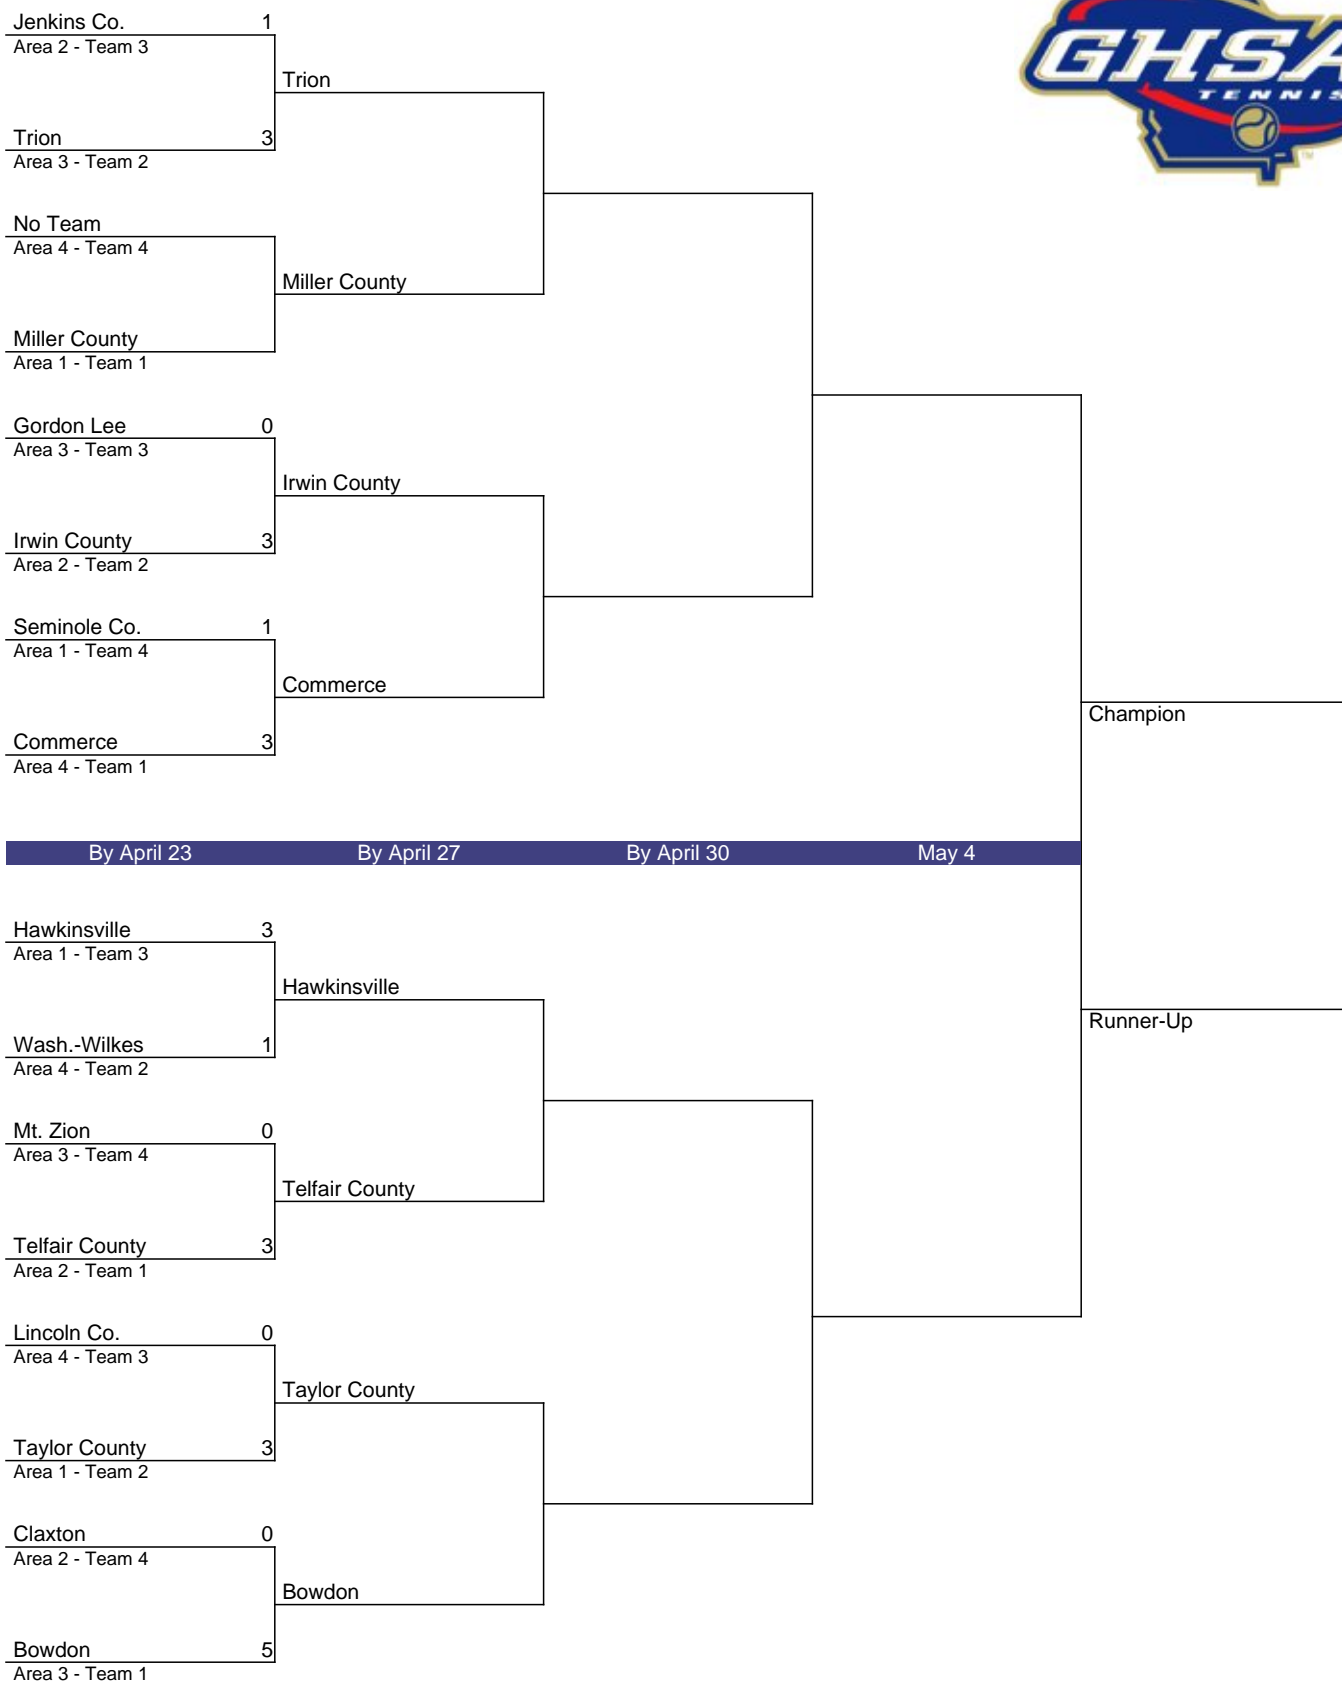 Jenkins Co. 1
Area 2 - Team 3
Trion
Trion 3
Area 3 - Team 2
GHSA
TENNIS
No Team
Area 4 - Team 4
Miller County
Miller County
Area 1 - Team 1
Gordon Lee 0
Area 3 - Team 3
Irwin County
Irwin County 3
Area 2 - Team 2
Seminole Co. 1
Area 1 - Team 4
Commerce
Commerce 3
Area 4 - Team 1
Champion
By April 23 By April 27 By April 30 May 4
Hawkinsville 3
Area 1 - Team 3
Hawkinsville
Wash.-Wilkes 1
Area 4 - Team 2
Runner-Up
Mt. Zion 0
Area 3 - Team 4
Telfair County
Telfair County 3
Area 2 - Team 1
Lincoln Co. 0
Area 4 - Team 3
Taylor County
Taylor County 3
Area 1 - Team 2
Claxton 0
Area 2 - Team 4
Bowdon
Bowdon 5
Area 3 - Team 1